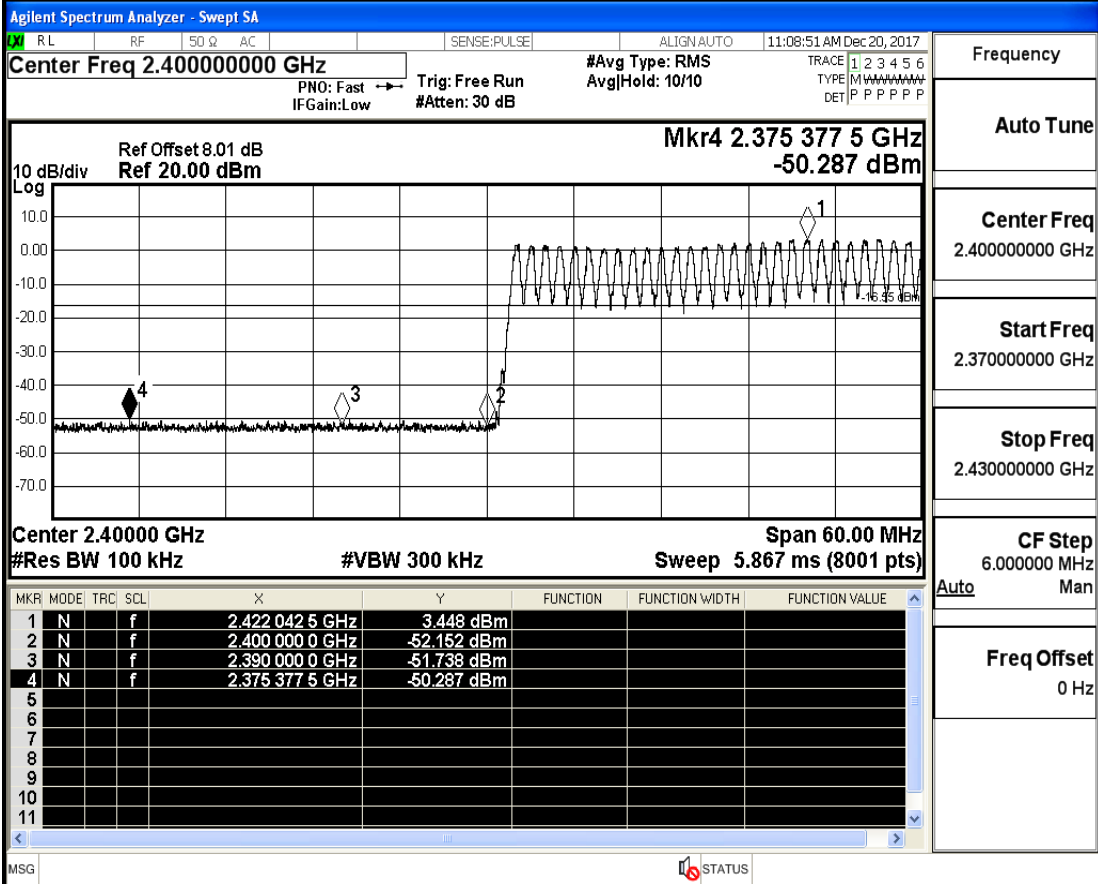 Agilent Spectrum Analyzer - Swept SA
LXI RL RF 50 Ω AC SENSE:PULSE ALIGN AUTO 11:08:51 AM Dec 20, 2017
Center Freq 2.400000000 GHz
PNO: Fast
IFGain:Low
Trig: Free Run
#Atten: 30 dB
#Avg Type: RMS
Avg|Hold: 10/10
TRACE 1 2 3 4 5 6
TYPE M WWWWW
DET P P P P P P
Mkr4 2.375 377 5 GHz
-50.287 dBm
Ref Offset 8.01 dB
10 dB/div Ref 20.00 dBm
Log
10.0
0.00
-10.0
-20.0
-30.0
-40.0
-50.0
-60.0
-70.0
1
-16.55 dBm
4
3
2
Center 2.40000 GHz Span 60.00 MHz
#Res BW 100 kHz #VBW 300 kHz Sweep 5.867 ms (8001 pts)
MKR MODE TRC SCL X Y FUNCTION FUNCTION WIDTH FUNCTION VALUE
1 N f 2.422 042 5 GHz 3.448 dBm
2 N f 2.400 000 0 GHz -52.152 dBm
3 N f 2.390 000 0 GHz -51.738 dBm
4 N f 2.375 377 5 GHz -50.287 dBm
5
6
7
8
9
10
11
MSG STATUS
Frequency
Auto Tune
Center Freq
2.400000000 GHz
Start Freq
2.370000000 GHz
Stop Freq
2.430000000 GHz
CF Step
6.000000 MHz
Auto Man
Freq Offset
0 Hz